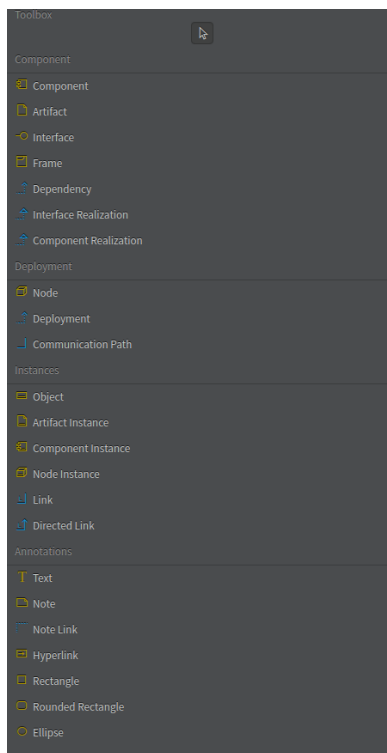 Toolbox
Component
Component
Artifact
Interface
Frame
Dependency
Interface Realization
Component Realization
Deployment
Node
Deployment
Communication Path
Instances
Object
Artifact Instance
Component Instance
Node Instance
Link
Directed Link
Annotations
Text
Note
Note Link
Hyperlink
Rectangle
Rounded Rectangle
Ellipse